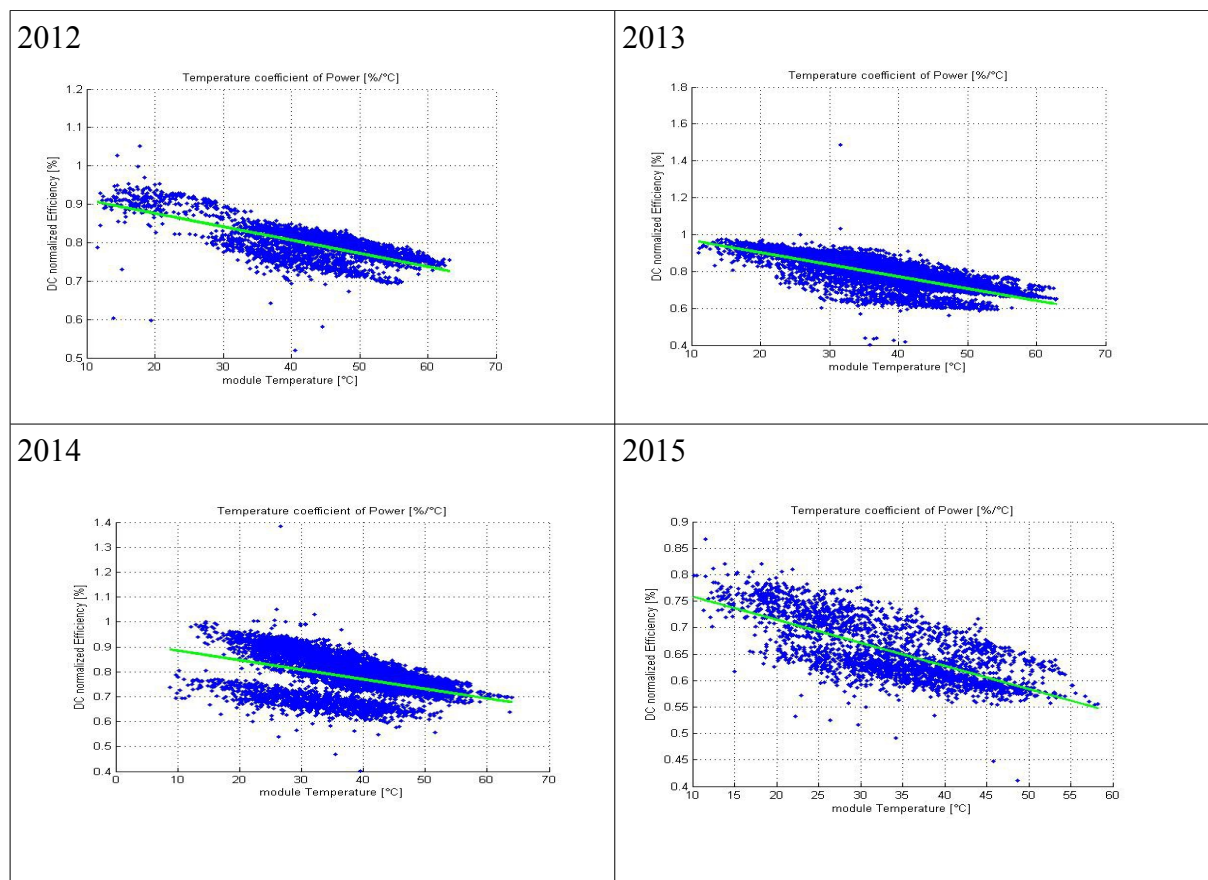 2012
Temperature coefficient of Power [%/°C]
1.2
1.1
1
0.9
0.8
0.7
0.6
0.5
DC normalized Efficiency [%]
10 20 30 40 50 60 70
module Temperature [°C]
2013
Temperature coefficient of Power [%/°C]
1.8
1.6
1.4
1.2
1
0.8
0.6
0.4
DC normalized Efficiency [%]
10 20 30 40 50 60 70
module Temperature [°C]
2014
Temperature coefficient of Power [%/°C]
1.4
1.3
1.2
1.1
1
0.9
0.8
0.7
0.6
0.5
0.4
DC normalized Efficiency [%]
0 10 20 30 40 50 60 70
module Temperature [°C]
2015
Temperature coefficient of Power [%/°C]
0.9
0.85
0.8
0.75
0.7
0.65
0.6
0.55
0.5
0.45
0.4
DC normalized Efficiency [%]
10 15 20 25 30 35 40 45 50 55 60
module Temperature [°C]